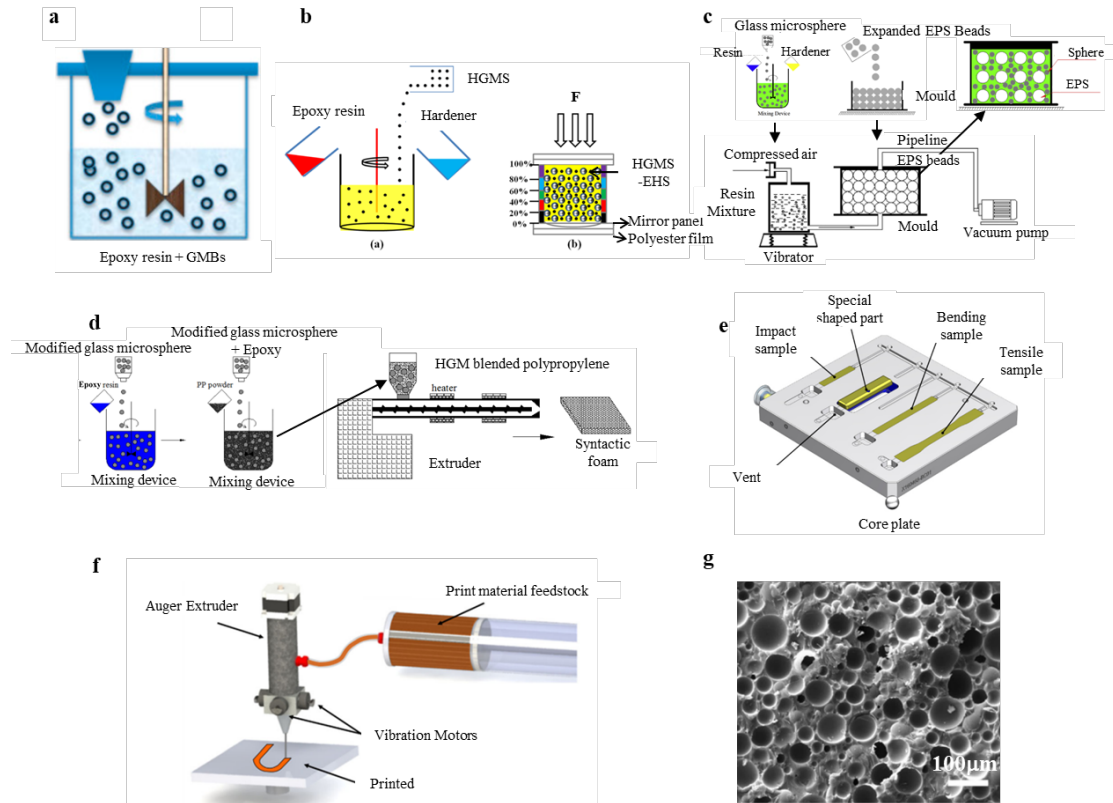 a
Epoxy resin + GMBs
b
HGMS
Epoxy resin
Hardener
(a)
F
100%
80%
60%
40%
20%
0%
HGMS
-EHS
Mirror panel
Polyester film
(b)
c
Glass microsphere
Resin
Hardener
Mixing Device
Expanded EPS Beads
Mould
Sphere
EPS
Compressed air
Resin
Mixture
Vibrator
Pipeline
EPS beads
Mould
Vacuum pump
d
Modified glass microsphere
Epoxy resin
Mixing device
Modified glass microsphere
+ Epoxy
PP powder
Mixing device
HGM blended polypropylene
heater
Extruder
Syntactic
foam
e
Impact
sample
Special
shaped part
Bending
sample
Tensile
sample
Vent
Core plate
f
Auger Extruder
Print material feedstock
Vibration Motors
Printed
g
100μm